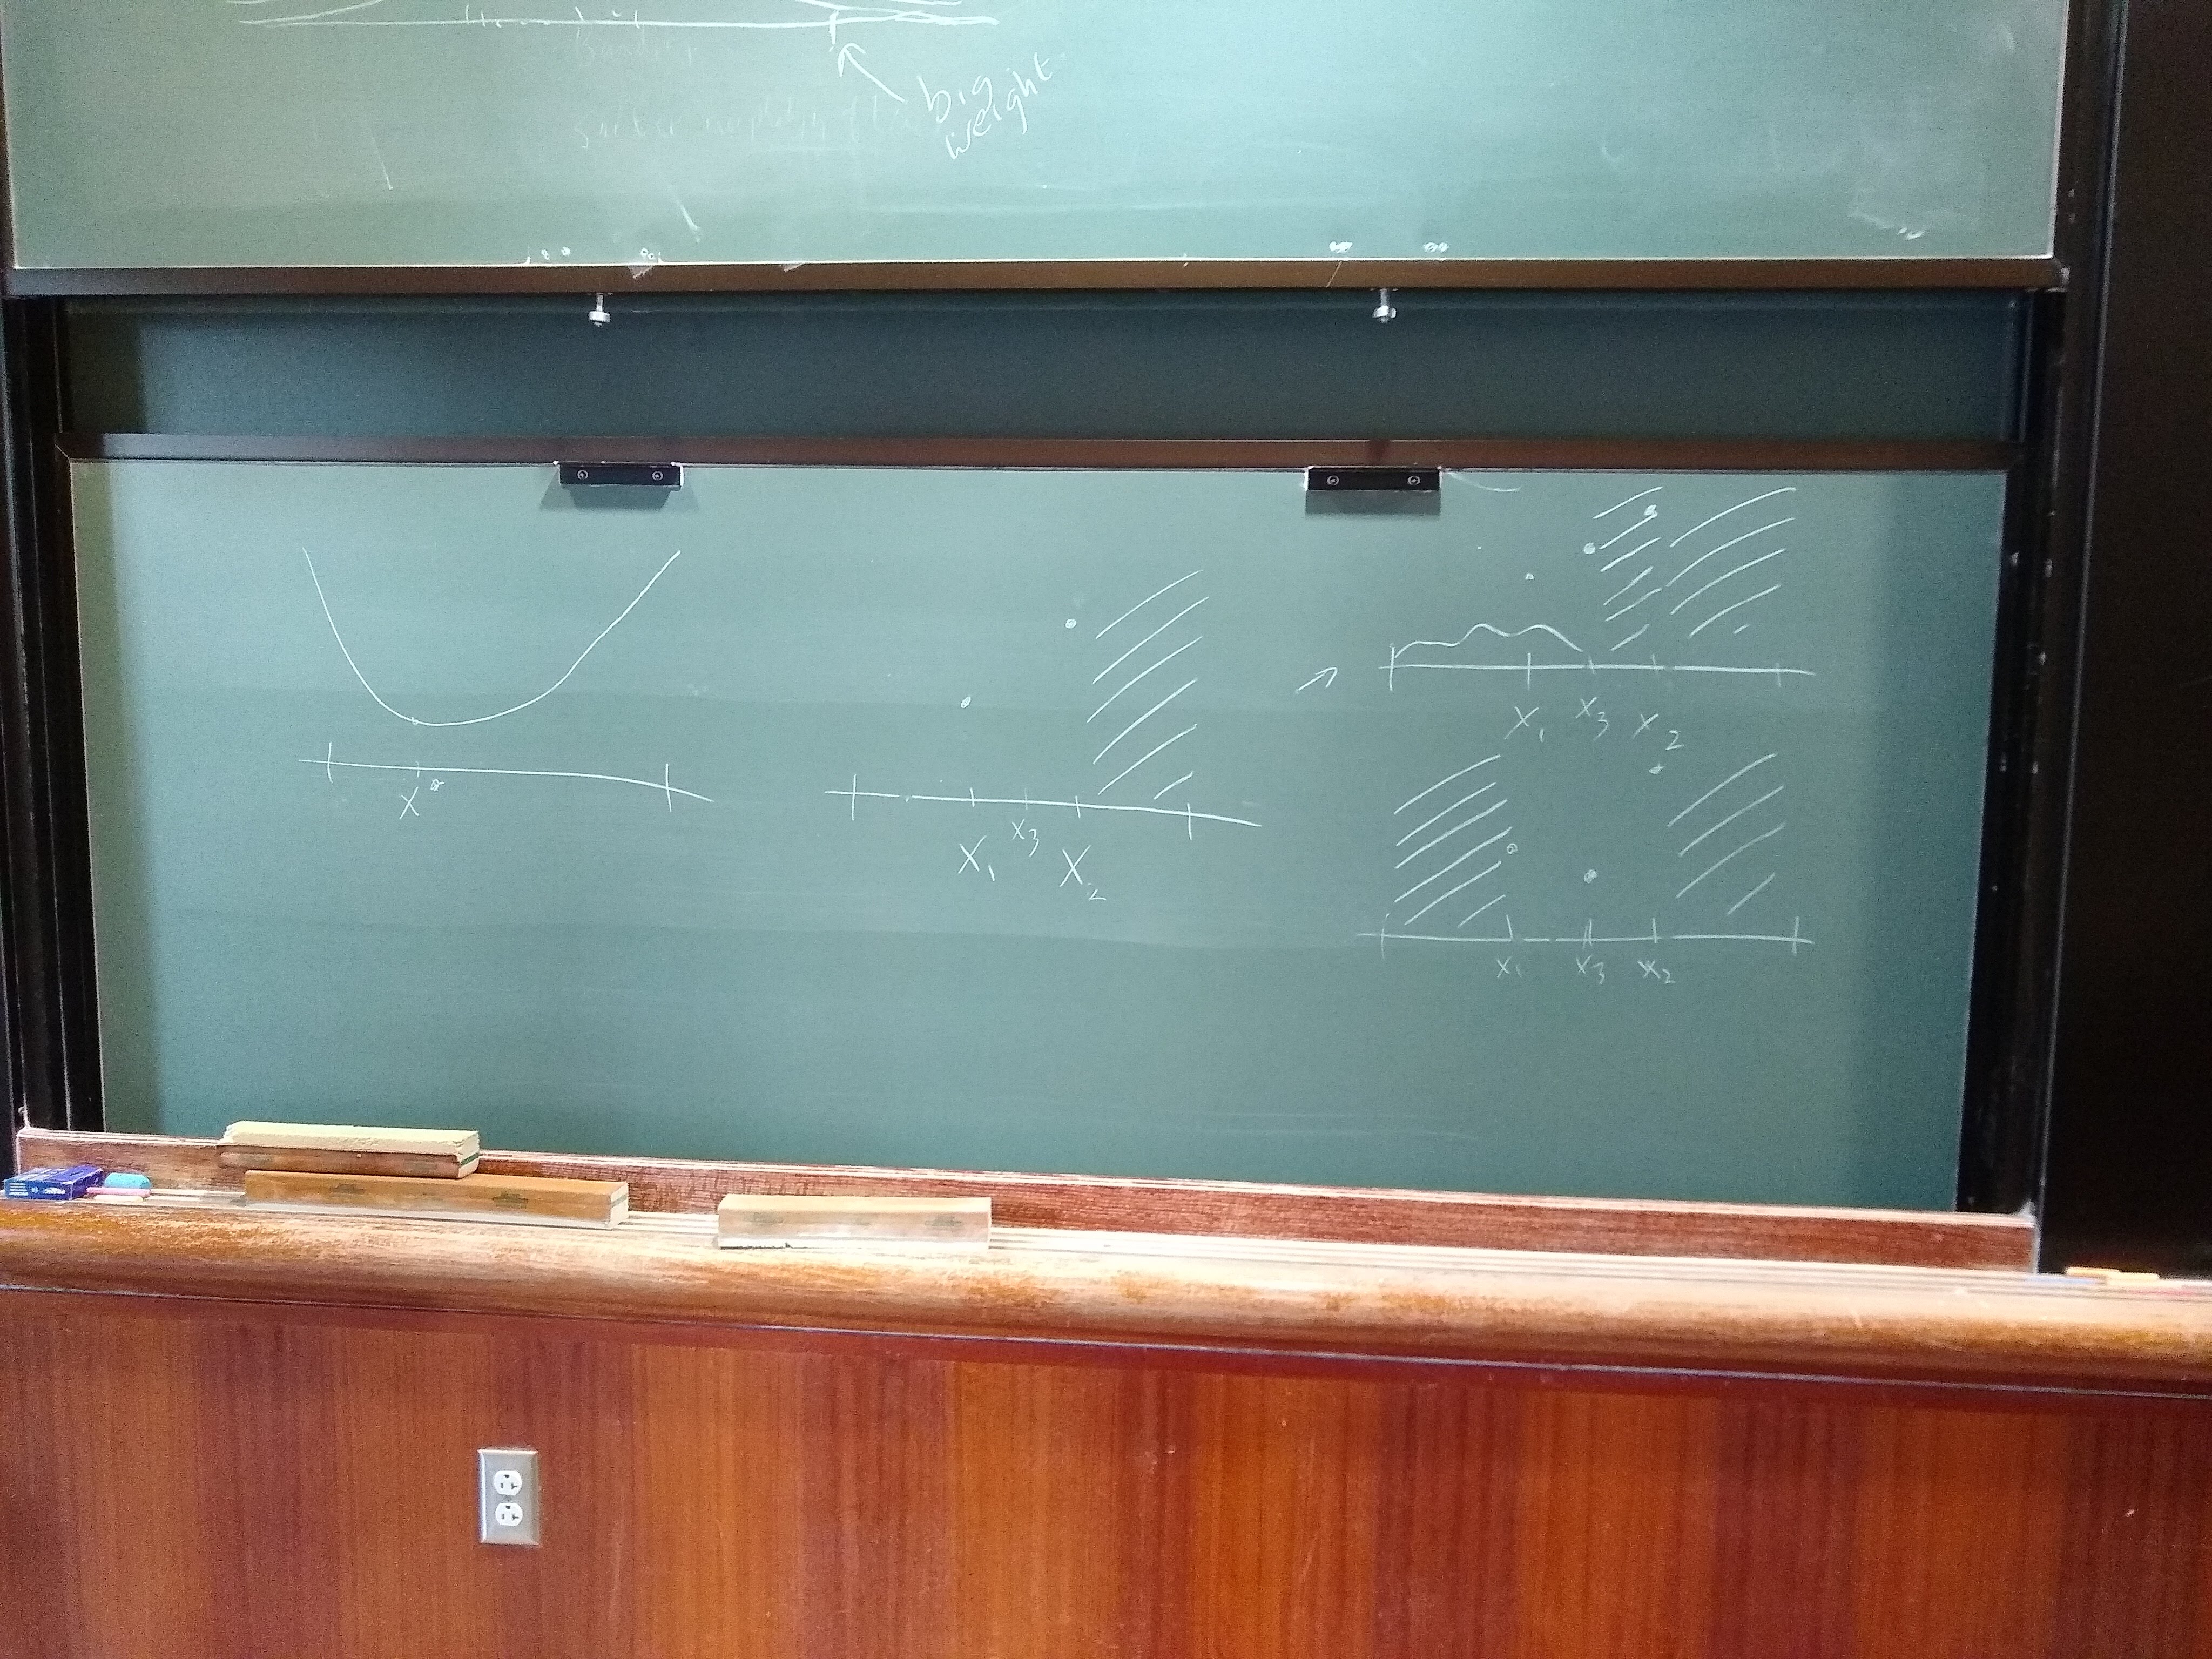 big
weight
X*
X₁ X₃ X₂
X₁ X₃ X₂
X₁ X₃ X₂